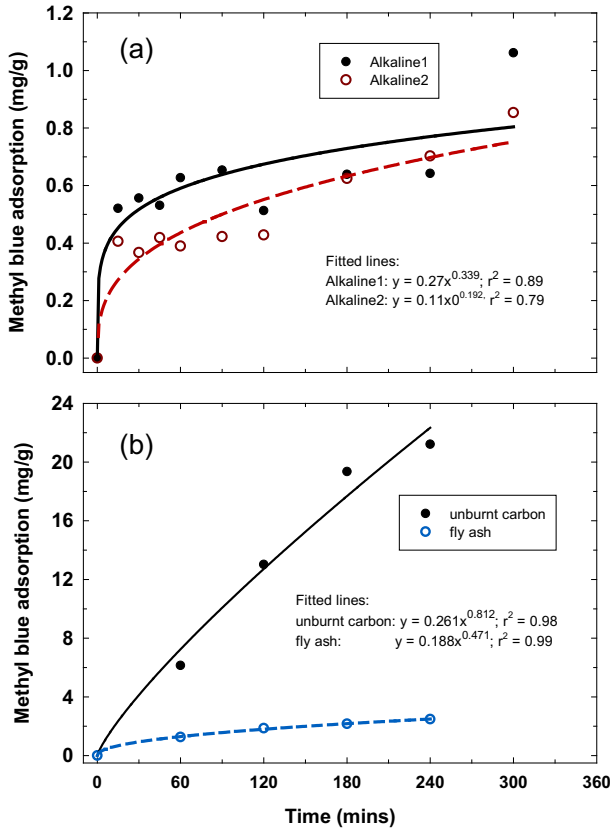 (a)
Alkaline1
Alkaline2
Methyl blue adsorption (mg/g)
1.2
1.0
0.8
0.6
0.4
0.2
0.0
Fitted lines:
Alkaline1: y = 0.27x^0.339; r^2 = 0.89
Alkaline2: y = 0.11x0^0.192, r^2 = 0.79
(b)
unburnt carbon
fly ash
Methyl blue adsorption (mg/g)
24
20
16
12
8
4
0
Fitted lines:
unburnt carbon: y = 0.261x^0.812; r^2 = 0.98
fly ash: y = 0.188x^0.471; r^2 = 0.99
0 60 120 180 240 300 360
Time (mins)